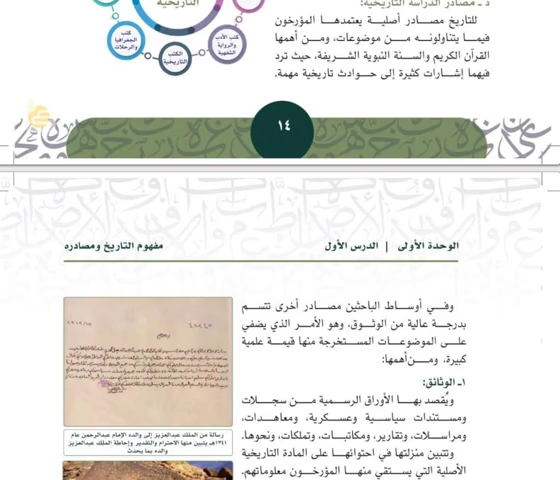 د ـ مصادر الدراسة التاريخية:
للتاريخ مصادر أصلية يعتمدها المؤرخون
فيما يتناولونه من موضوعات، ومن أهمها
القرآن الكريم والسنة النبوية الشريفة، حيث ترد
فيهما إشارات كثيرة إلى حوادث تاريخية مهمة.
التاريخية
كتب الأدب
والرواية
الشفهية
الكتب
التاريخية
كتب
الجغرافيا
والرحلات
١٤
الوحدة الأولى | الدرس الأول
مفهوم التاريخ ومصادره
وفي أوساط الباحثين مصادر أخرى تتسم
بدرجة عالية من الوثوق، وهو الأمر الذي يضفي
على الموضوعات المستخرجة منها قيمة علمية
كبيرة، ومن أهمها:
١ـ الوثائق:
ويُقصد بها الأوراق الرسمية من سجلات
ومستندات سياسية وعسكرية، ومعاهدات،
ومراسلات، وتقارير، ومكاتبات، وتملكات، ونحوها.
وتتبين منزلتها في احتوائها على المادة التاريخية
الأصلية التي يستقي منها المؤرخون معلوماتهم.
رسالة من الملك عبدالعزيز إلى والده الإمام عبدالرحمن عام
١٣٤١هـ يتبين منها الاحترام والتقدير وإحاطة الملك عبدالعزيز
والده بما يحدث